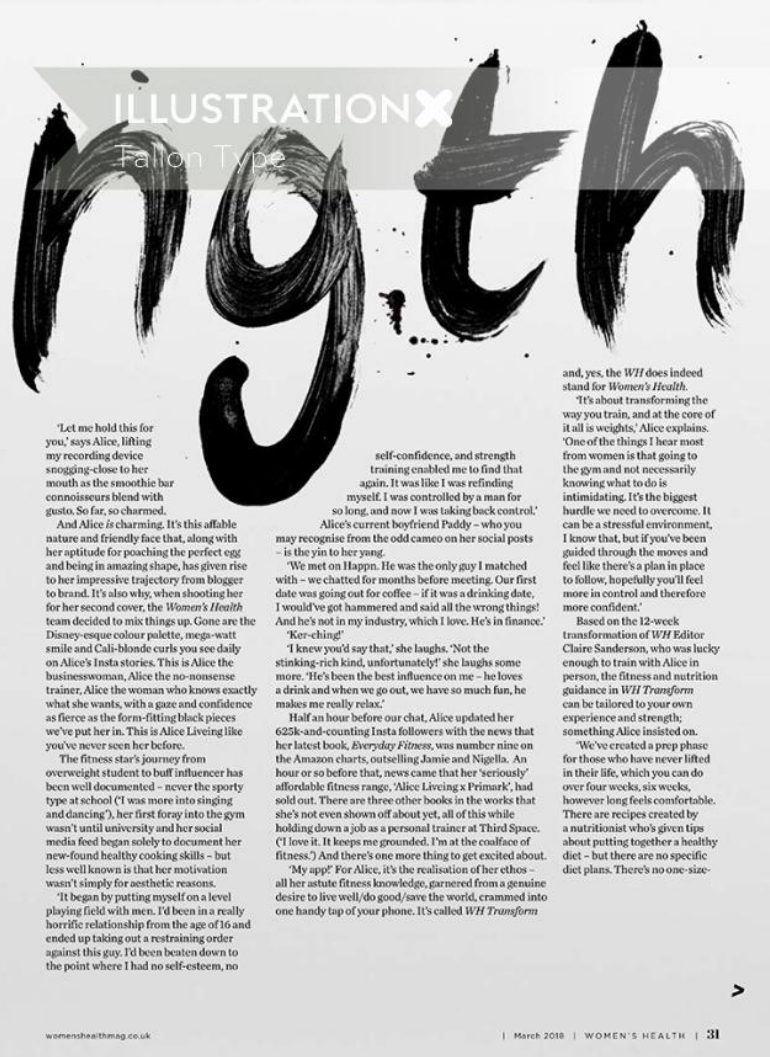 ngth
ILLUSTRATIONX
Tallon Type
‘Let me hold this for
you,’ says Alice, lifting
my recording device
snogging-close to her
mouth as the smoothie bar
connoisseurs blend with
gusto. So far, so charmed.
And Alice is charming. It’s this affable
nature and friendly face that, along with
her aptitude for poaching the perfect egg
and being in amazing shape, has given rise
to her impressive trajectory from blogger
to brand. It’s also why, when shooting her
for her second cover, the Women’s Health
team decided to mix things up. Gone are the
Disney-esque colour palette, mega-watt
smile and Cali-blonde curls you see daily
on Alice’s Insta stories. This is Alice the
businesswoman, Alice the no-nonsense
trainer, Alice the woman who knows exactly
what she wants, with a gaze and confidence
as fierce as the form-fitting black pieces
we’ve put her in. This is Alice Liveing like
you’ve never seen her before.
The fitness star’s journey from
overweight student to buff influencer has
been well documented – never the sporty
type at school (‘I was more into singing
and dancing’), her first foray into the gym
wasn’t until university and her social
media feed began solely to document her
new-found healthy cooking skills – but
less well known is that her motivation
wasn’t simply for aesthetic reasons.
‘It began by putting myself on a level
playing field with men. I’d been in a really
horrific relationship from the age of 16 and
ended up taking out a restraining order
against this guy. I’d been beaten down to
the point where I had no self-esteem, no
self-confidence, and strength
training enabled me to find that
again. It was like I was refinding
myself. I was controlled by a man for
so long, and now I was taking back control.’
Alice’s current boyfriend Paddy – who you
may recognise from the odd cameo on her social posts
– is the yin to her yang.
‘We met on Happn. He was the only guy I matched
with – we chatted for months before meeting. Our first
date was going out for coffee – if it was a drinking date,
I would’ve got hammered and said all the wrong things!
And he’s not in my industry, which I love. He’s in finance.’
‘Ker-ching!’
‘I knew you’d say that,’ she laughs. ‘Not the
stinking-rich kind, unfortunately!’ she laughs some
more. ‘He’s been the best influence on me – he loves
a drink and when we go out, we have so much fun, he
makes me really relax.’
Half an hour before our chat, Alice updated her
625k-and-counting Insta followers with the news that
her latest book, Everyday Fitness, was number nine on
the Amazon charts, outselling Jamie and Nigella. An
hour or so before that, news came that her ‘seriously’
affordable fitness range, ‘Alice Liveing x Primark’, had
sold out. There are three other books in the works that
she’s not even shown off about yet, all of this while
holding down a job as a personal trainer at Third Space.
(‘I love it. It keeps me grounded. I’m at the coalface of
fitness.’) And there’s one more thing to get excited about.
‘My app!’ For Alice, it’s the realisation of her ethos –
all her astute fitness knowledge, garnered from a genuine
desire to live well/do good/save the world, crammed into
one handy tap of your phone. It’s called WH Transform
and, yes, the WH does indeed
stand for Women’s Health.
‘It’s about transforming the
way you train, and at the core of
it all is weights,’ Alice explains.
‘One of the things I hear most
from women is that going to
the gym and not necessarily
knowing what to do is
intimidating. It’s the biggest
hurdle we need to overcome. It
can be a stressful environment,
I know that, but if you’ve been
guided through the moves and
feel like there’s a plan in place
to follow, hopefully you’ll feel
more in control and therefore
more confident.’
Based on the 12-week
transformation of WH Editor
Claire Sanderson, who was lucky
enough to train with Alice in
person, the fitness and nutrition
guidance in WH Transform
can be tailored to your own
experience and strength;
something Alice insisted on.
‘We’ve created a prep phase
for those who have never lifted
in their life, which you can do
over four weeks, six weeks,
however long feels comfortable.
There are recipes created by
a nutritionist who’s given tips
about putting together a healthy
diet – but there are no specific
diet plans. There’s no one-size-
>
womenshealthmag.co.uk
| March 2018 | WOMEN’S HEALTH | 31